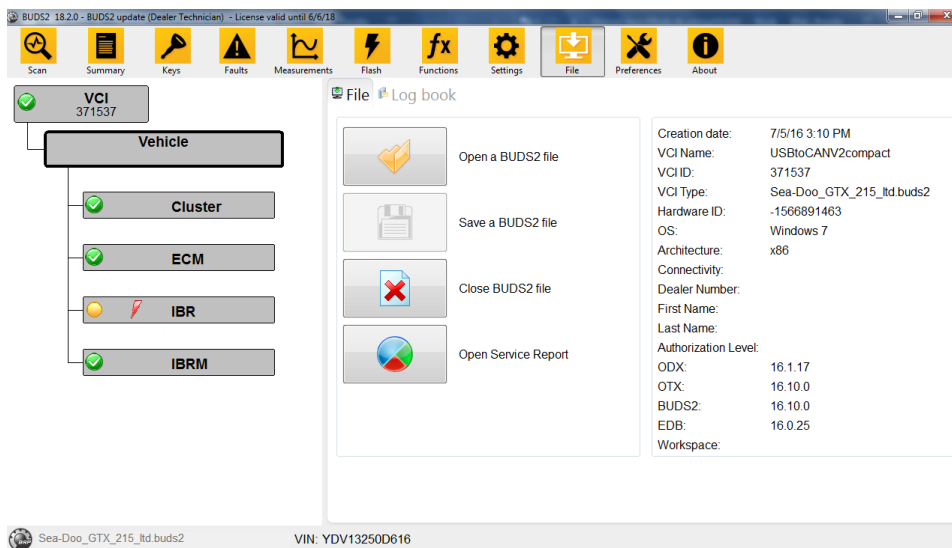 BUDS2 18.2.0 - BUDS2 update (Dealer Technician) - License valid until 6/6/18
Scan Summary Keys Faults Measurements Flash Functions Settings File Preferences About
VCI
371537
Vehicle
Cluster
ECM
IBR
IBRM
File Log book
Open a BUDS2 file
Save a BUDS2 file
Close BUDS2 file
Open Service Report
Creation date: 7/5/16 3:10 PM
VCI Name: USBtoCANV2compact
VCI ID: 371537
VCI Type: Sea-Doo_GTX_215_ltd.buds2
Hardware ID: -1566891463
OS: Windows 7
Architecture: x86
Connectivity:
Dealer Number:
First Name:
Last Name:
Authorization Level:
ODX: 16.1.17
OTX: 16.10.0
BUDS2: 16.10.0
EDB: 16.0.25
Workspace:
BRP Sea-Doo_GTX_215_ltd.buds2 VIN: YDV13250D616